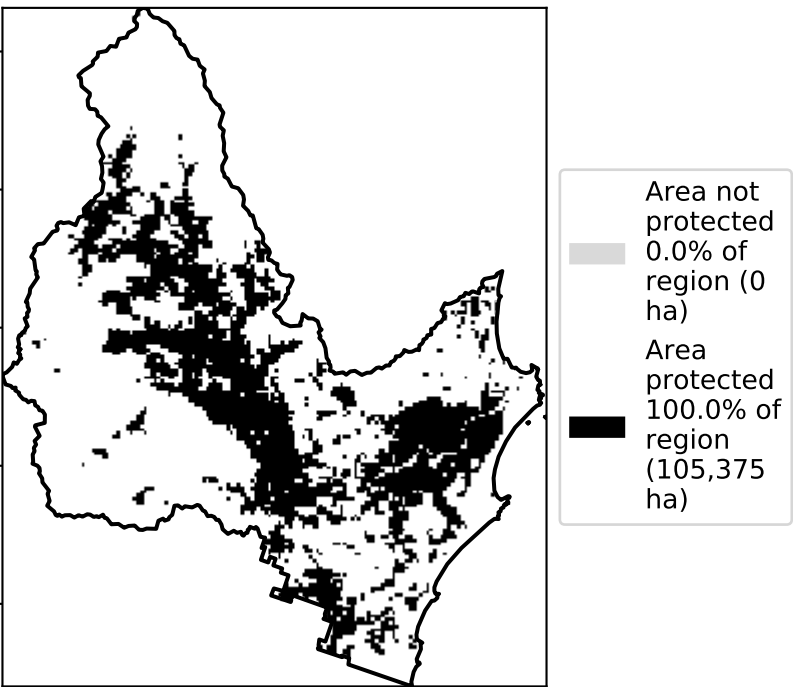 Area not
protected
0.0% of
region (0
ha)
Area
protected
100.0% of
region
(105,375
ha)